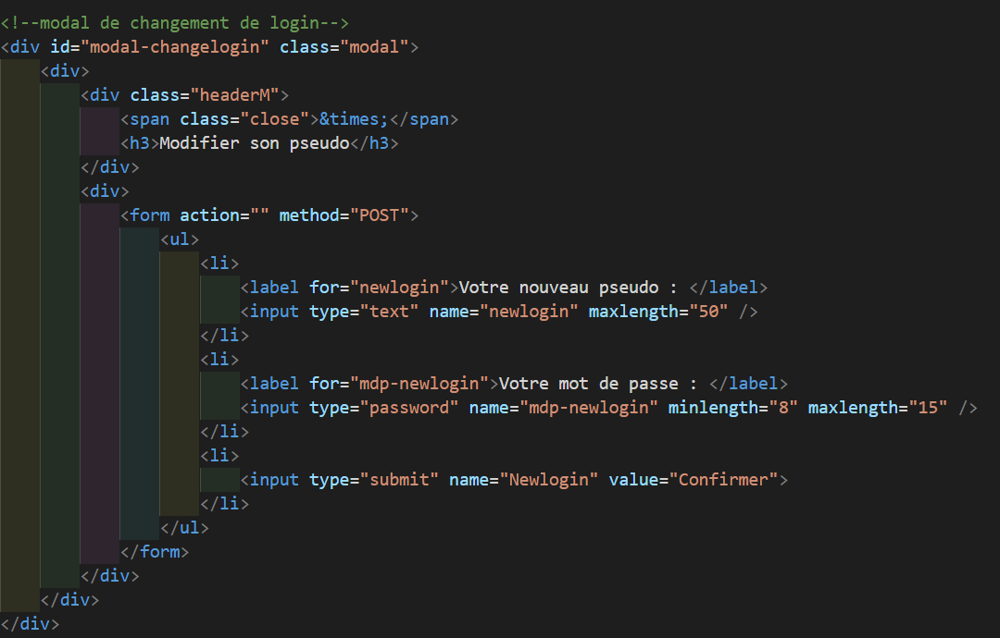 <!--modal de changement de login-->
<div id="modal-changelogin" class="modal">
<div>
<div class="headerM">
<span class="close">&times;</span>
<h3>Modifier son pseudo</h3>
</div>
<div>
<form action="" method="POST">
<ul>
<li>
<label for="newlogin">Votre nouveau pseudo : </label>
<input type="text" name="newlogin" maxlength="50" />
</li>
<li>
<label for="mdp-newlogin">Votre mot de passe : </label>
<input type="password" name="mdp-newlogin" minlength="8" maxlength="15" />
</li>
<li>
<input type="submit" name="Newlogin" value="Confirmer">
</li>
</ul>
</form>
</div>
</div>
</div>